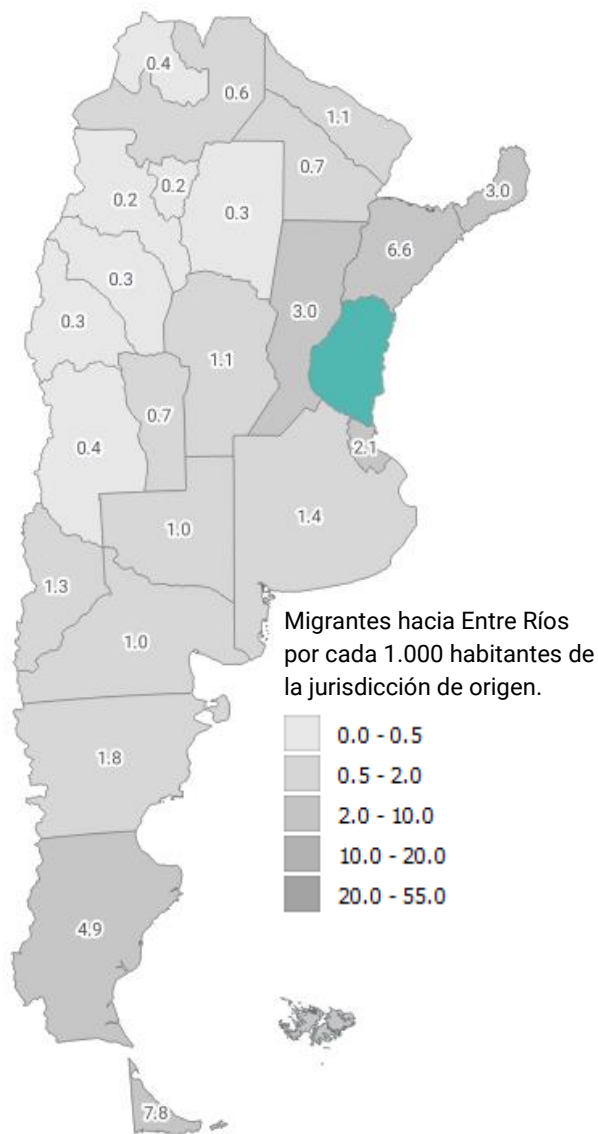 0.4
0.6
1.1
0.7
0.2
0.2
3.0
0.3
6.6
0.3
3.0
0.3
1.1
0.7
0.4
2.1
1.4
1.0
1.3
Migrantes hacia Entre Ríos
por cada 1.000 habitantes de
la jurisdicción de origen.
1.0
0.0 - 0.5
1.8
0.5 - 2.0
2.0 - 10.0
10.0 - 20.0
20.0 - 55.0
4.9
7.8